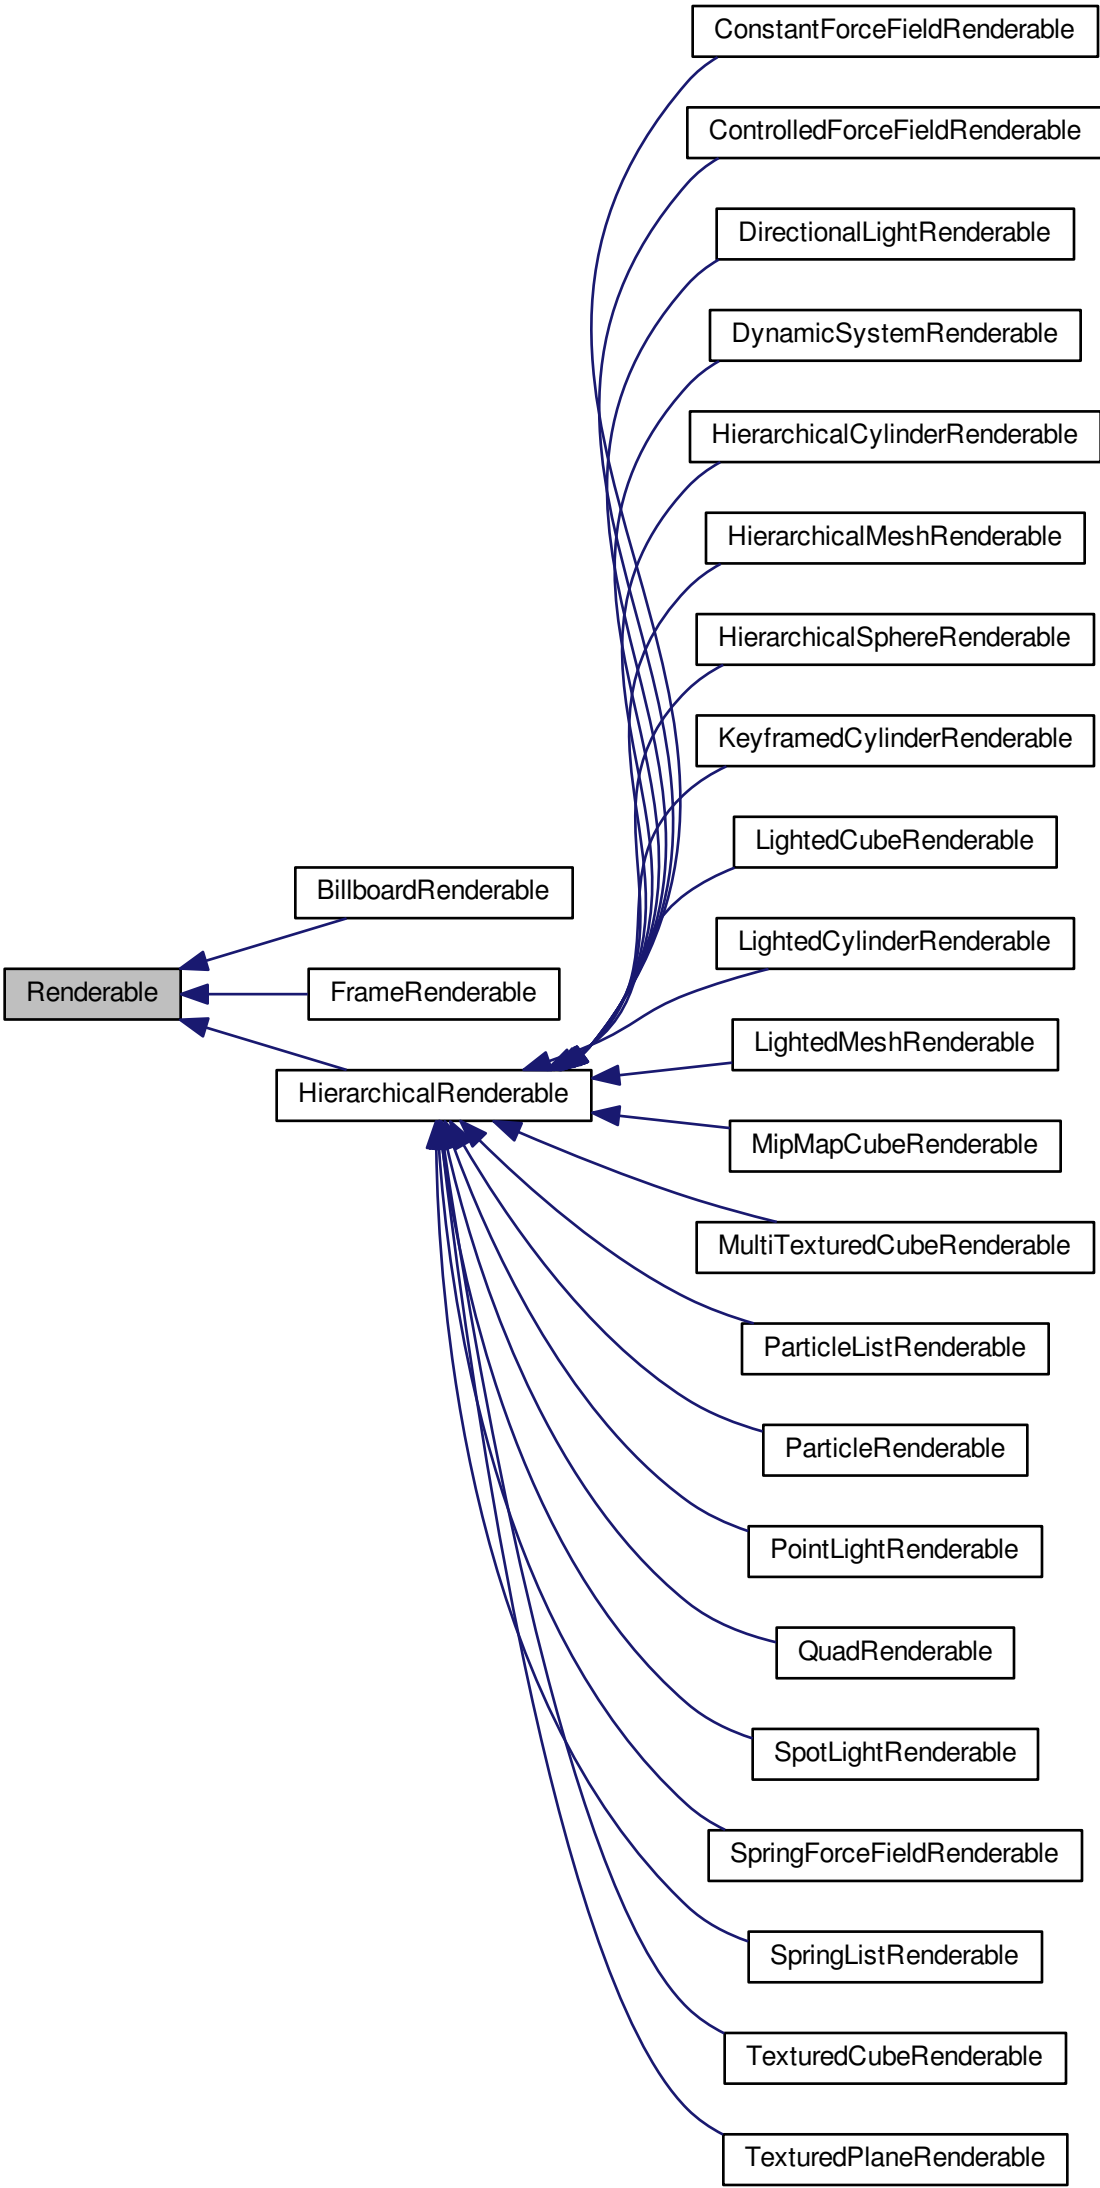 ConstantForceFieldRenderable
ControlledForceFieldRenderable
DirectionalLightRenderable
DynamicSystemRenderable
HierarchicalCylinderRenderable
HierarchicalMeshRenderable
HierarchicalSphereRenderable
KeyframedCylinderRenderable
LightedCubeRenderable
BillboardRenderable
LightedCylinderRenderable
Renderable
FrameRenderable
LightedMeshRenderable
HierarchicalRenderable
MipMapCubeRenderable
MultiTexturedCubeRenderable
ParticleListRenderable
ParticleRenderable
PointLightRenderable
QuadRenderable
SpotLightRenderable
SpringForceFieldRenderable
SpringListRenderable
TexturedCubeRenderable
TexturedPlaneRenderable